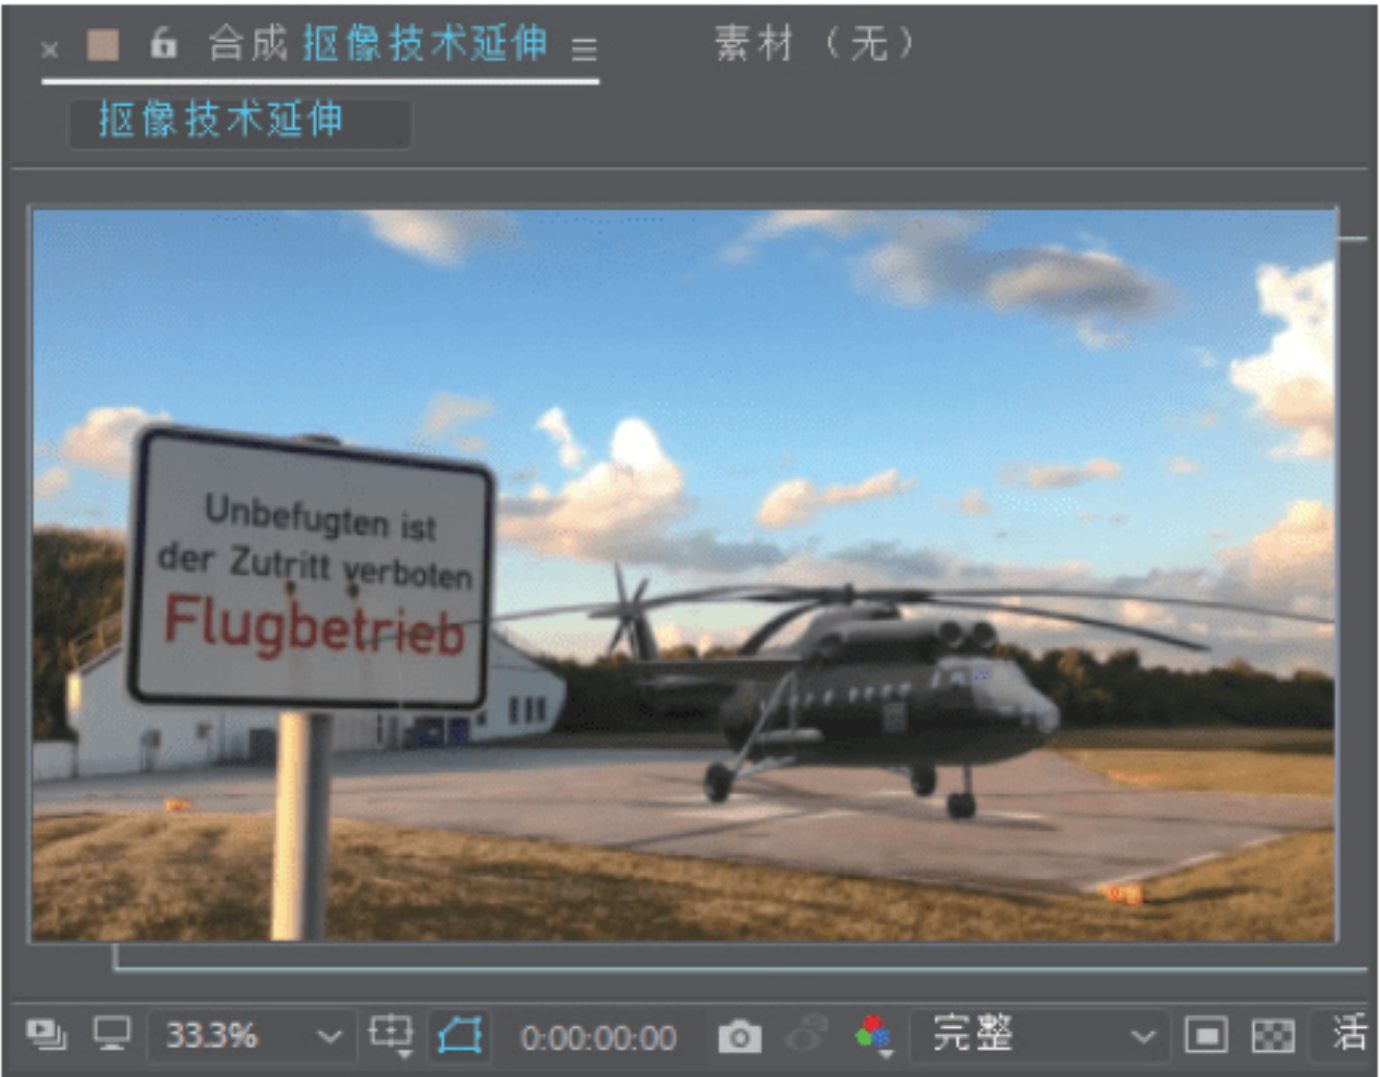 合成 抠像技术延伸 素材（无）
抠像技术延伸
Unbefugten ist
der Zutritt verboten
Flugbetrieb
33.3% 0:00:00:00 完整 活